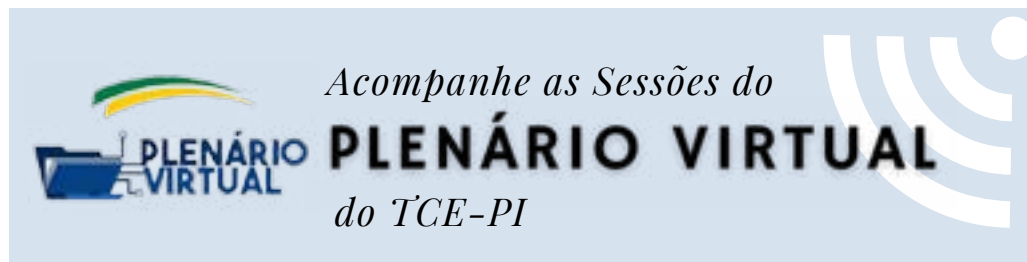 PLENÁRIO
VIRTUAL
Acompanhe as Sessões do
PLENÁRIO VIRTUAL
do TCE-PI